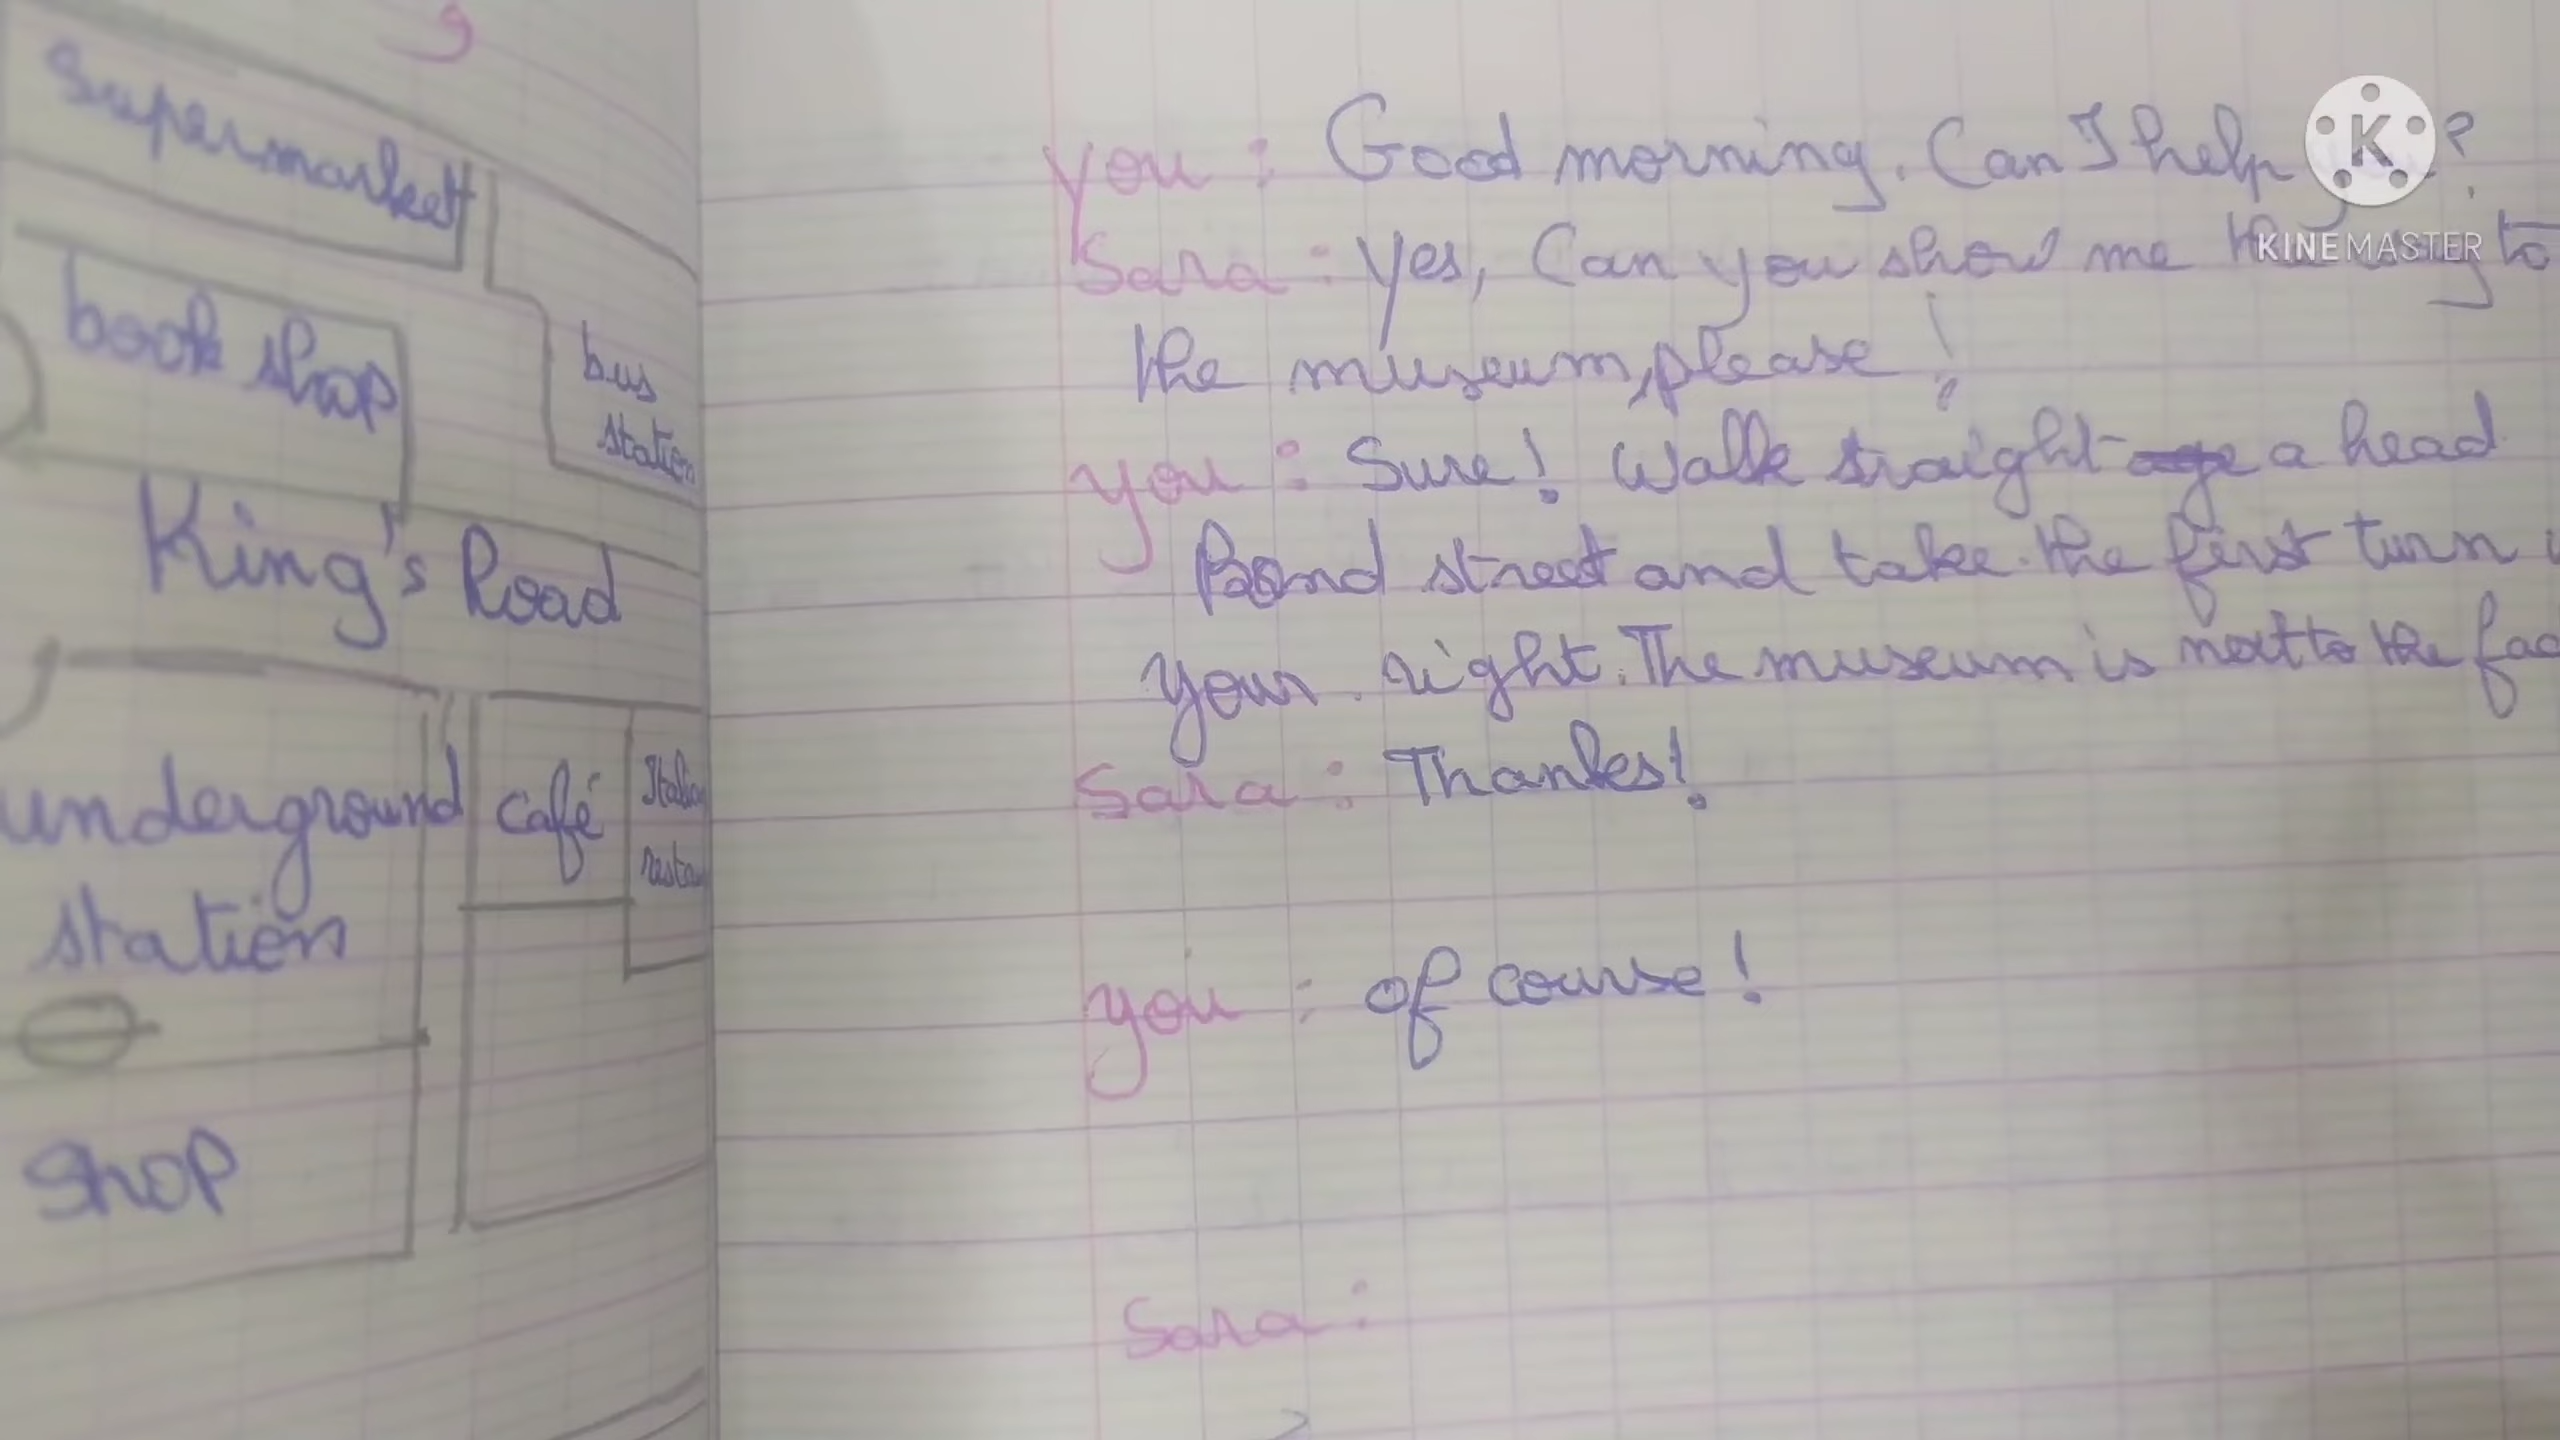 Supermarkett
book shop
bus
station
King's Road
underground
station
café
shop
you : Good morning. Can I help ?
Sara : yes, Can you show me to
the museum, please !
you : Sure! Walk straight a head
Bond street and take the first turn
your right. The museum is next to the
Sara : Thanks!
you : of course !
Sara :
K
KINEMASTER